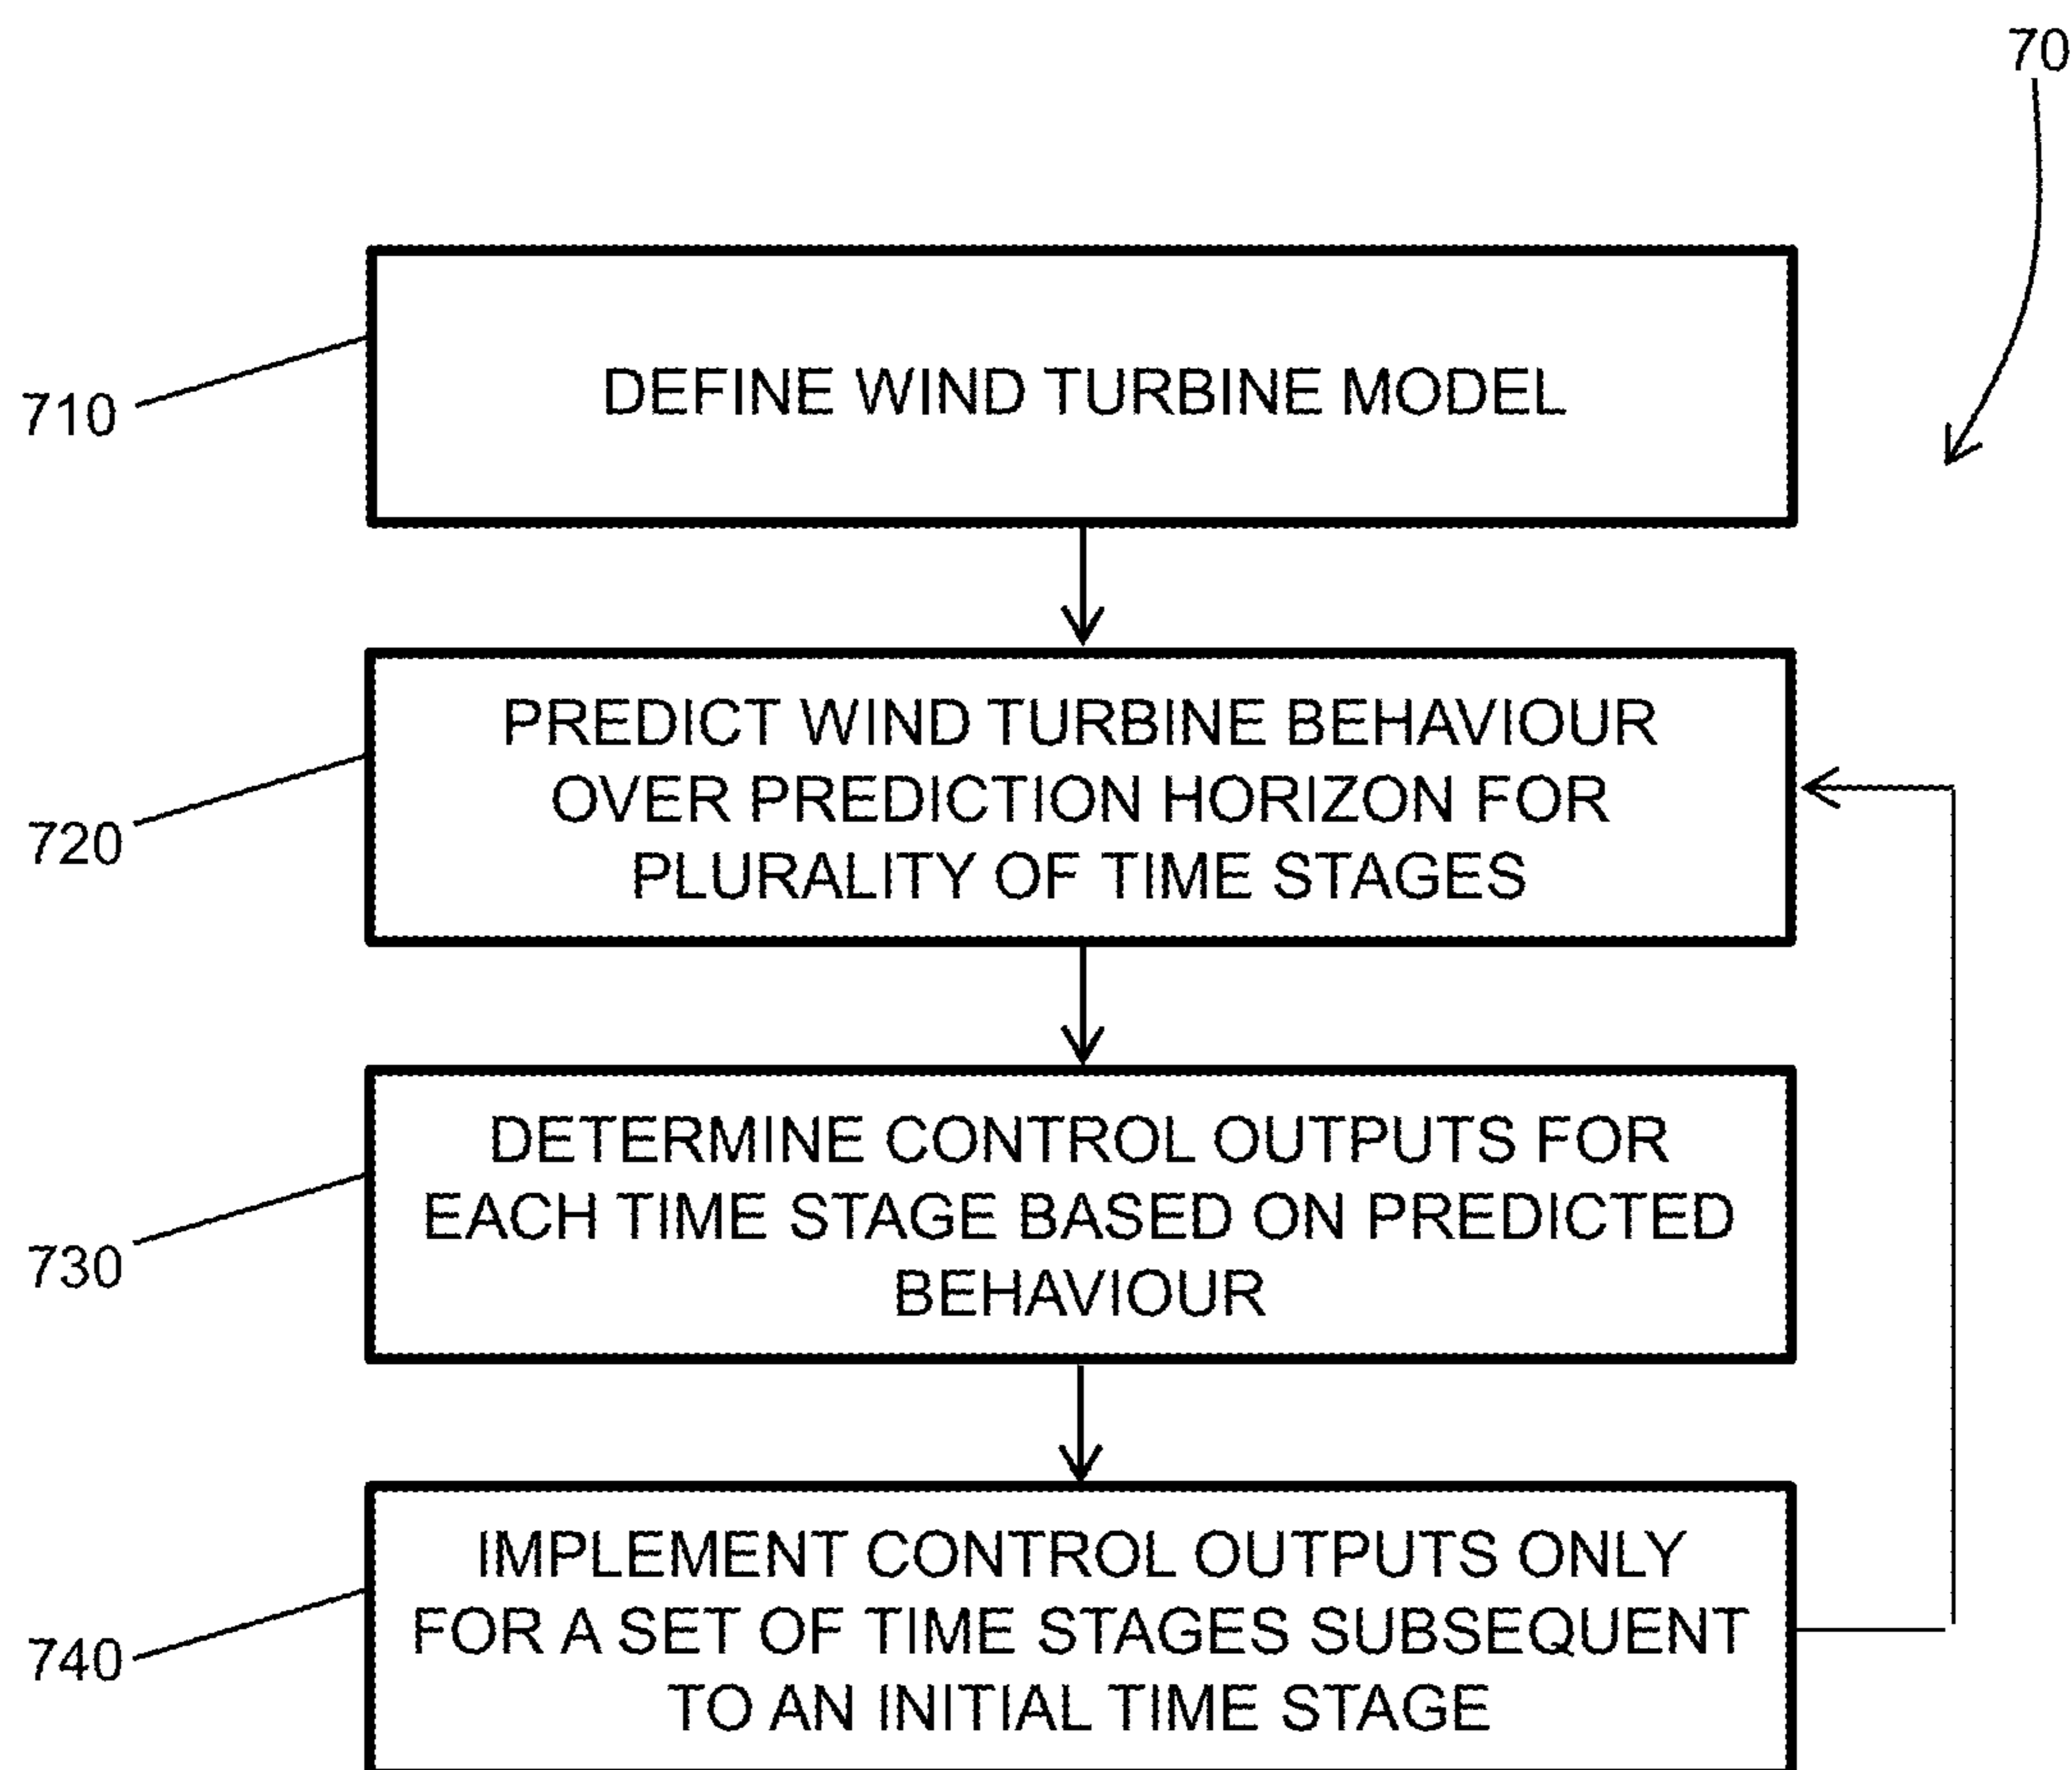 70
710
DEFINE WIND TURBINE MODEL
720
PREDICT WIND TURBINE BEHAVIOUR
OVER PREDICTION HORIZON FOR
PLURALITY OF TIME STAGES
730
DETERMINE CONTROL OUTPUTS FOR
EACH TIME STAGE BASED ON PREDICTED
BEHAVIOUR
740
IMPLEMENT CONTROL OUTPUTS ONLY
FOR A SET OF TIME STAGES SUBSEQUENT
TO AN INITIAL TIME STAGE